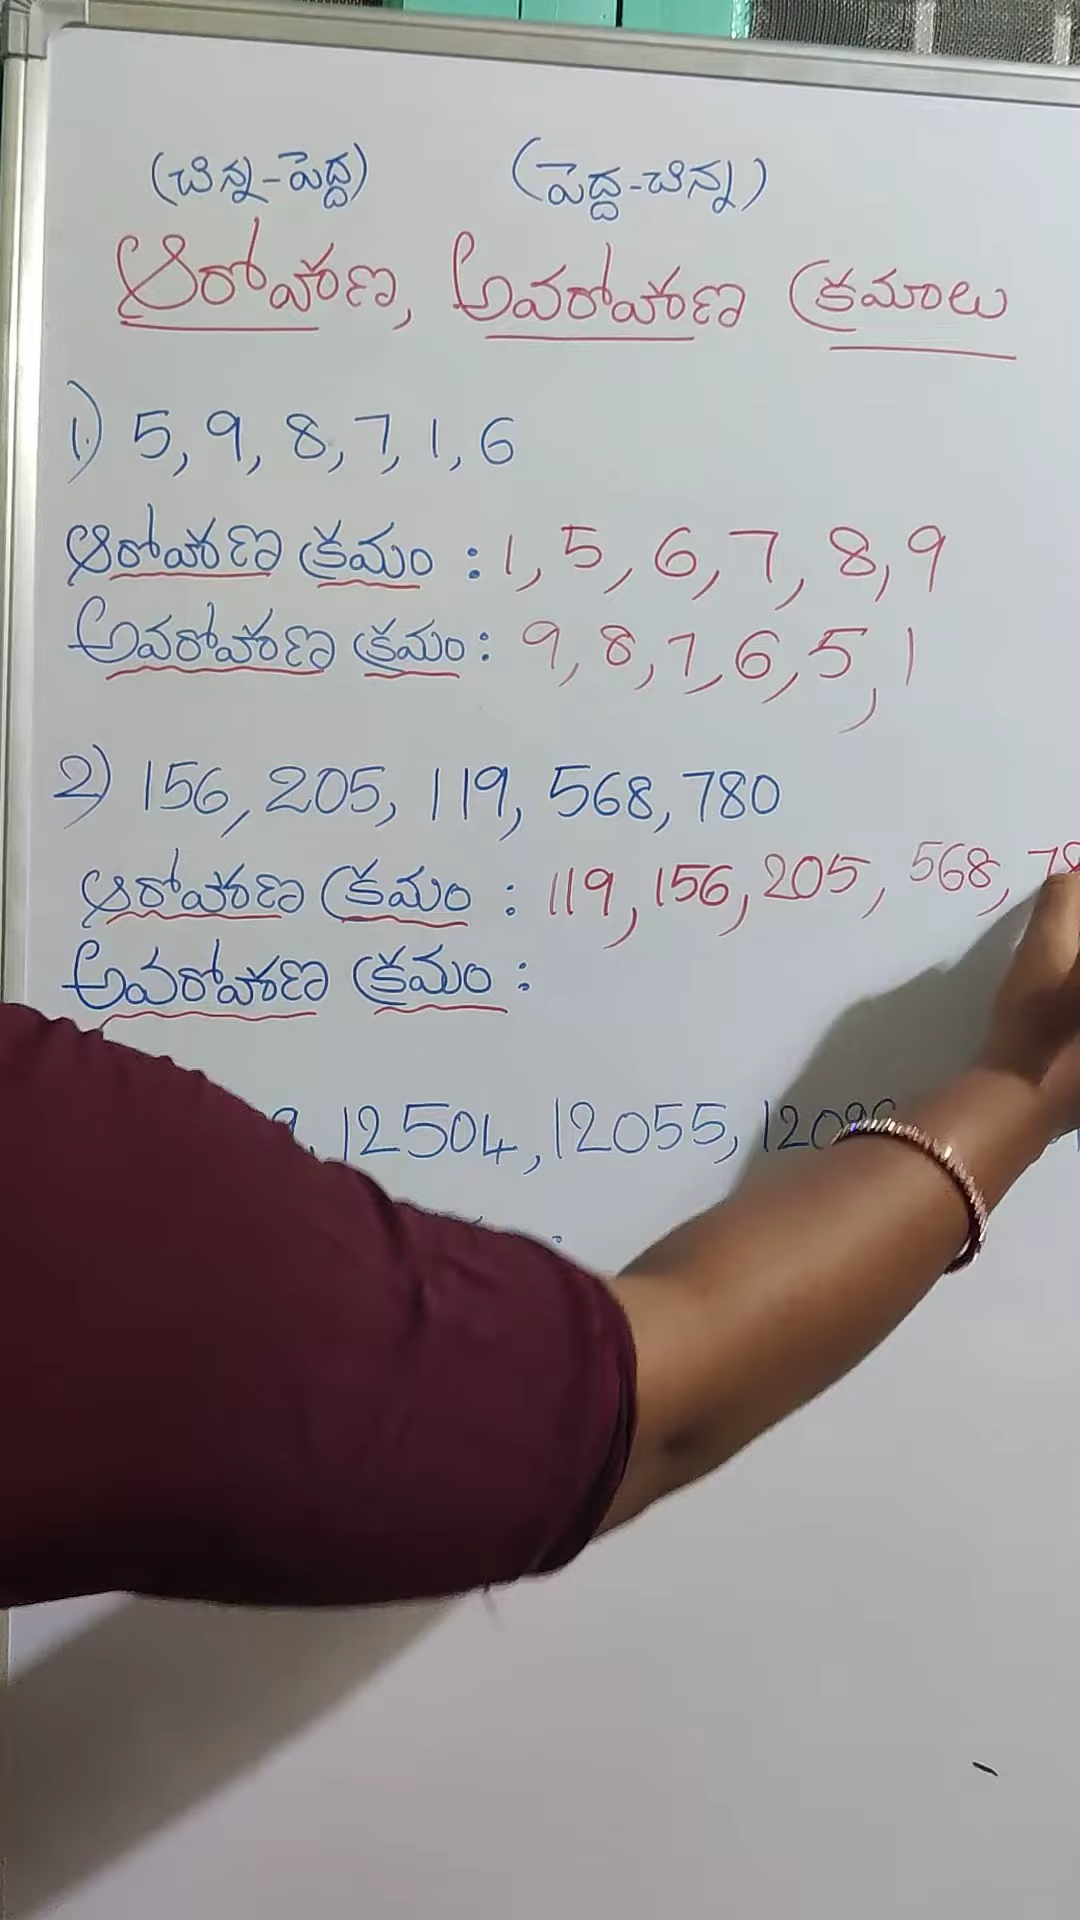 (చిన్న-పెద్ద) (పెద్ద-చిన్న)
ఆరోహణ, అవరోహణ క్రమాలు
1) 5, 9, 8, 7, 1, 6
ఆరోహణ క్రమం : 1, 5, 6, 7, 8, 9
అవరోహణ క్రమం : 9, 8, 7, 6, 5, 1
2) 156, 205, 119, 568, 780
ఆరోహణ క్రమం : 119, 156, 205, 568, 78
అవరోహణ క్రమం :
12504, 12055,